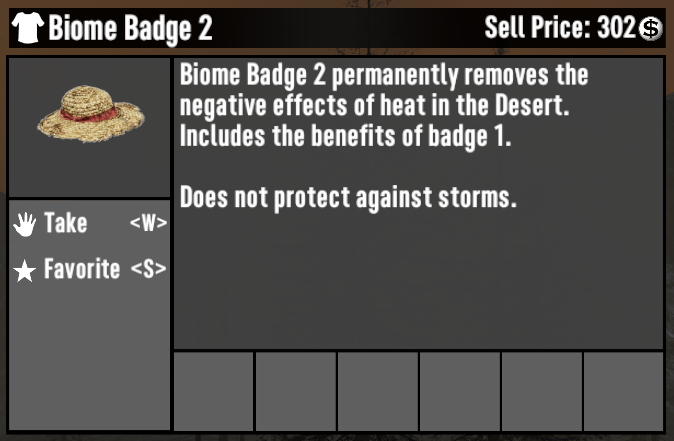 Biome Badge 2
Sell Price: 302
Biome Badge 2 permanently removes the
negative effects of heat in the Desert.
Includes the benefits of badge 1.
Does not protect against storms.
Take <W>
Favorite <S>